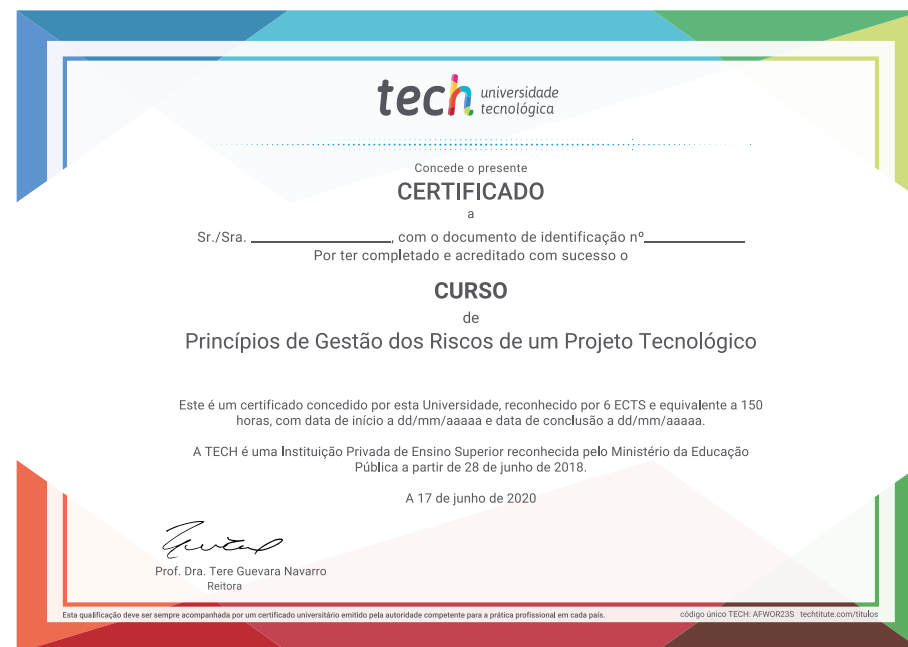 tech universidade
tecnológica
Concede o presente
CERTIFICADO
a
Sr./Sra. ____________, com o documento de identificação nº____________
Por ter completado e acreditado com sucesso o
CURSO
de
Princípios de Gestão dos Riscos de um Projeto Tecnológico
Este é um certificado concedido por esta Universidade, reconhecido por 6 ECTS e equivalente a 150
horas, com data de início a dd/mm/aaaaa e data de conclusão a dd/mm/aaaaa.
A TECH é uma Instituição Privada de Ensino Superior reconhecida pelo Ministério da Educação
Pública a partir de 28 de junho de 2018.
A 17 de junho de 2020
Prof. Dra. Tere Guevara Navarro
Reitora
Esta qualificação deve ser sempre acompanhada por um certificado universitário emitido pela autoridade competente para a prática profissional em cada país.
código único TECH: AFWOR23S techtitute.com/titulos